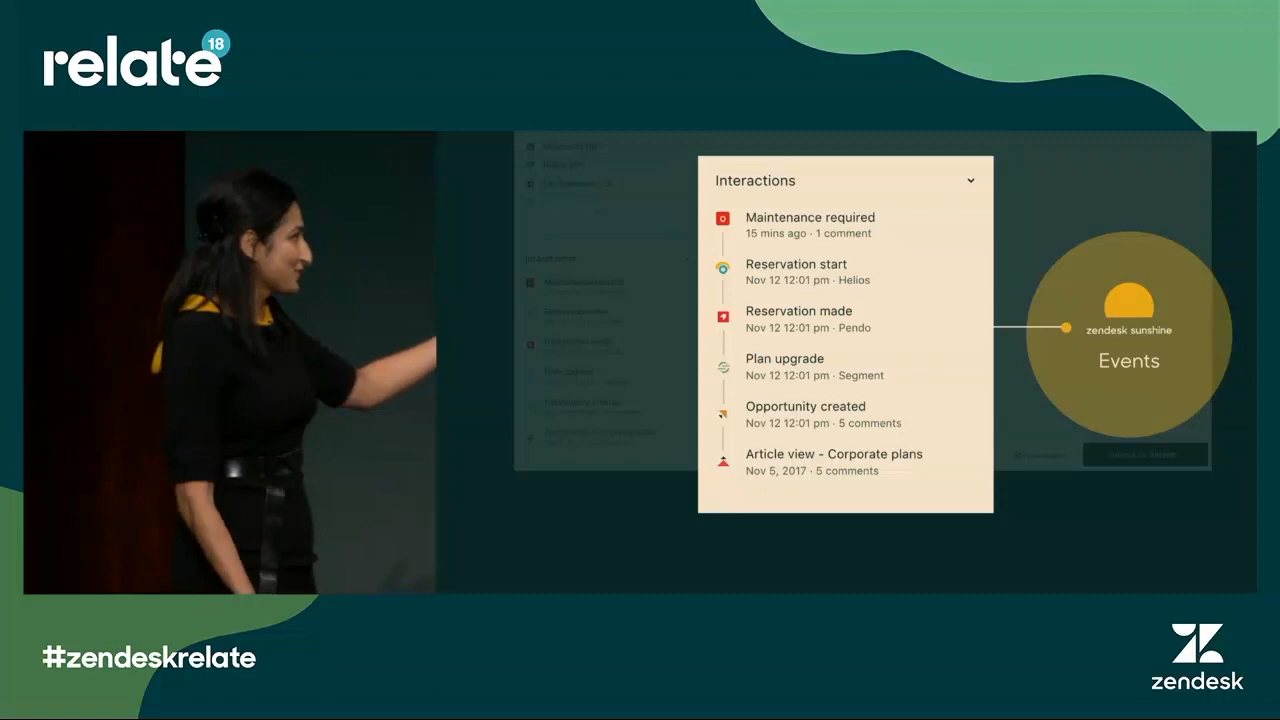 relate
18
Interactions
Maintenance required
15 mins ago · 1 comment
Reservation start
Nov 12 12:01 pm · Helios
Reservation made
Nov 12 12:01 pm · Pendo
Plan upgrade
Nov 12 12:01 pm · Segment
Opportunity created
Nov 12 12:01 pm · 5 comments
Article view - Corporate plans
Nov 5, 2017 · 5 comments
zendesk sunshine
Events
#zendeskrelate
zendesk